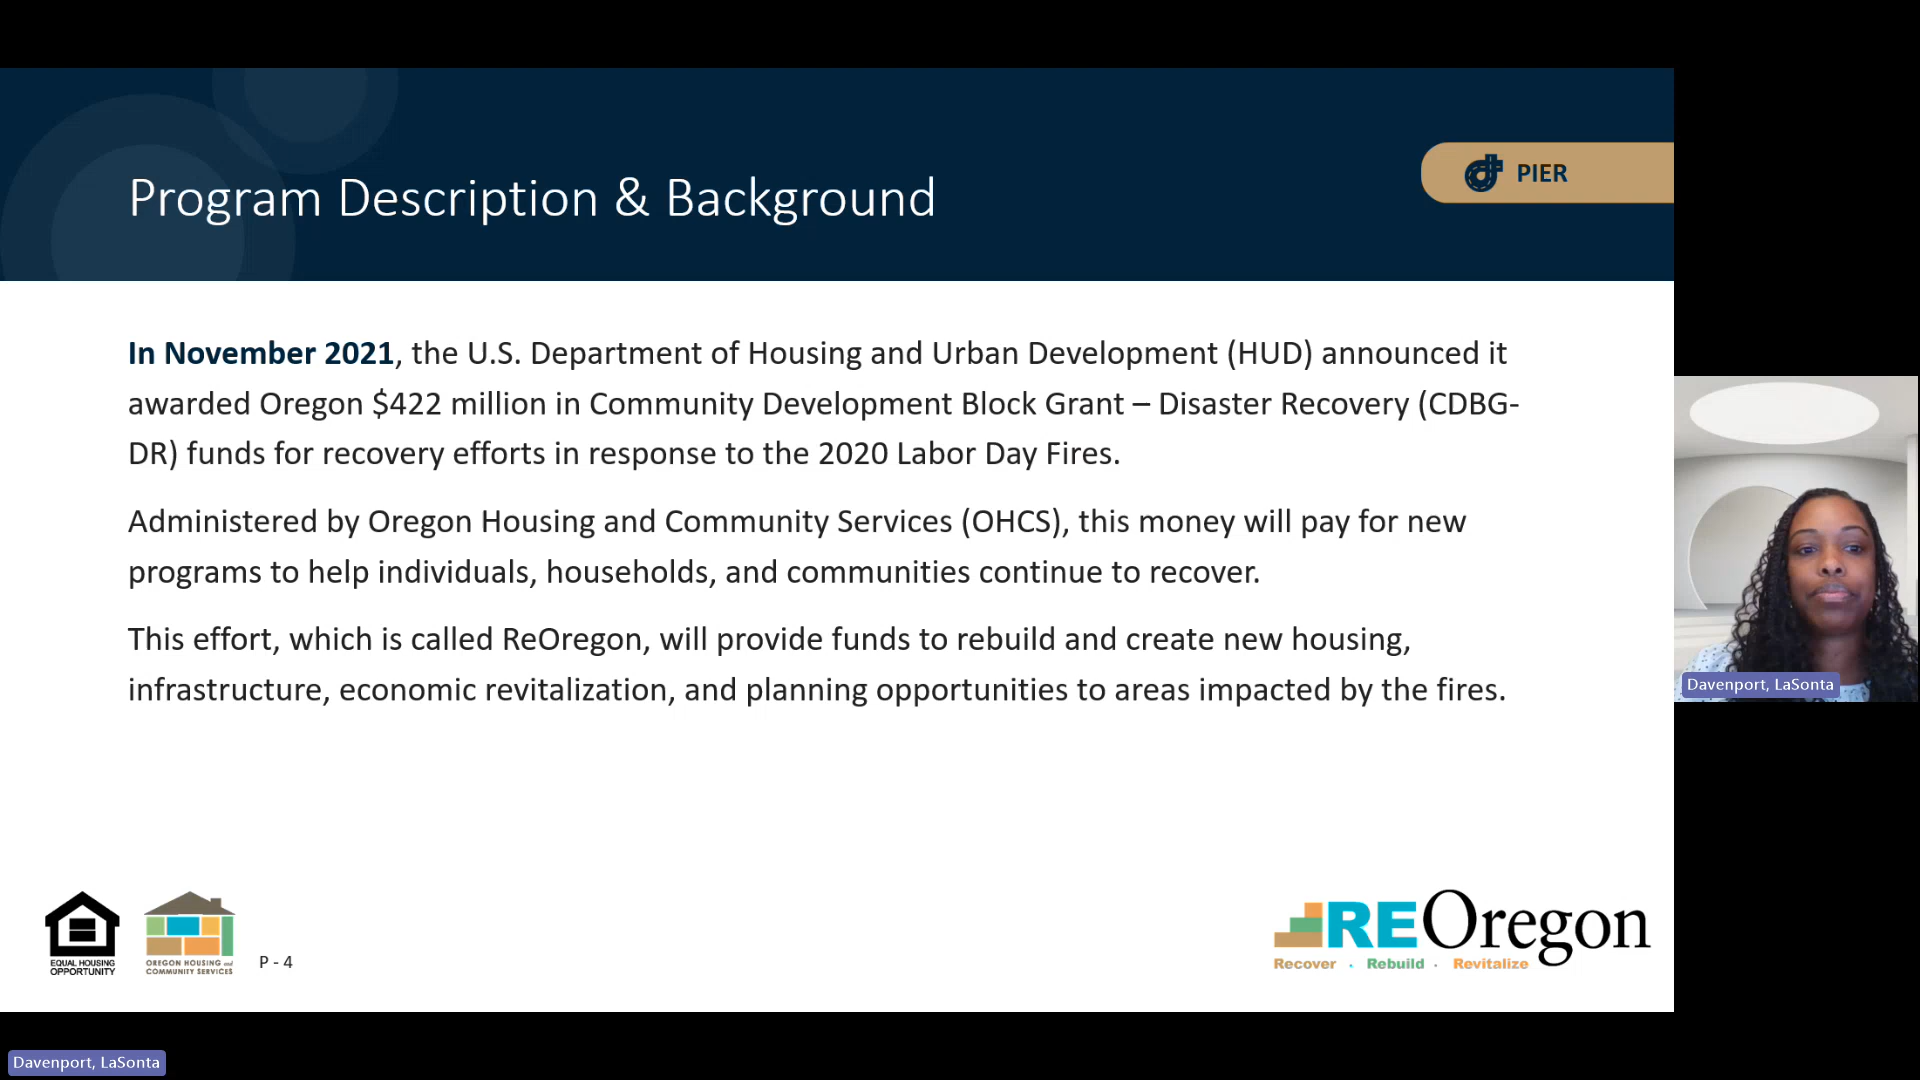 Program Description & Background
PIER
In November 2021, the U.S. Department of Housing and Urban Development (HUD) announced it
awarded Oregon $422 million in Community Development Block Grant – Disaster Recovery (CDBG-
DR) funds for recovery efforts in response to the 2020 Labor Day Fires.
Administered by Oregon Housing and Community Services (OHCS), this money will pay for new
programs to help individuals, households, and communities continue to recover.
This effort, which is called ReOregon, will provide funds to rebuild and create new housing,
infrastructure, economic revitalization, and planning opportunities to areas impacted by the fires.
Davenport, LaSonta
EQUAL HOUSING
OPPORTUNITY
OREGON HOUSING and
COMMUNITY SERVICES
P - 4
REOregon
Recover . Rebuild . Revitalize
Davenport, LaSonta